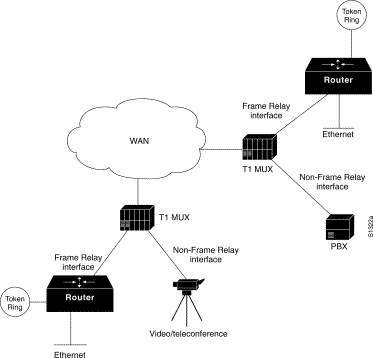 Token
Ring
Router
Frame Relay
interface
Ethernet
WAN
T1 MUX
Non-Frame Relay
interface
T1 MUX
PBX
S1322a
Non-Frame Relay
interface
Frame Relay
interface
Token
Ring
Router
Video/teleconference
Ethernet